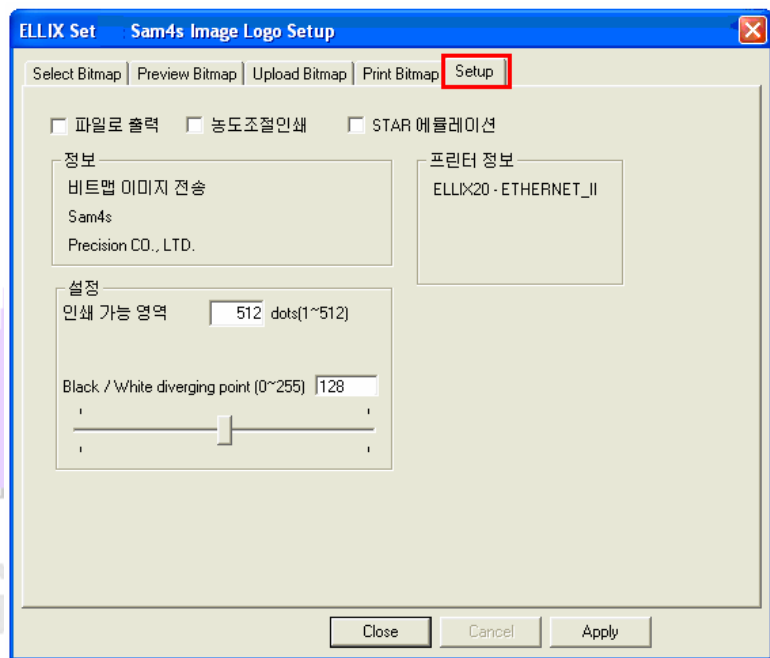 ELLIX Set : Sam4s Image Logo Setup
Select Bitmap Preview Bitmap Upload Bitmap Print Bitmap Setup
파일로 출력 농도조절인쇄 STAR 에뮬레이션
정보
비트맵 이미지 전송
Sam4s
Precision CO., LTD.
프린터 정보
ELLIX20 - ETHERNET_II
설정
인쇄 가능 영역 512 dots(1~512)
Black / White diverging point (0~255) 128
Close Cancel Apply